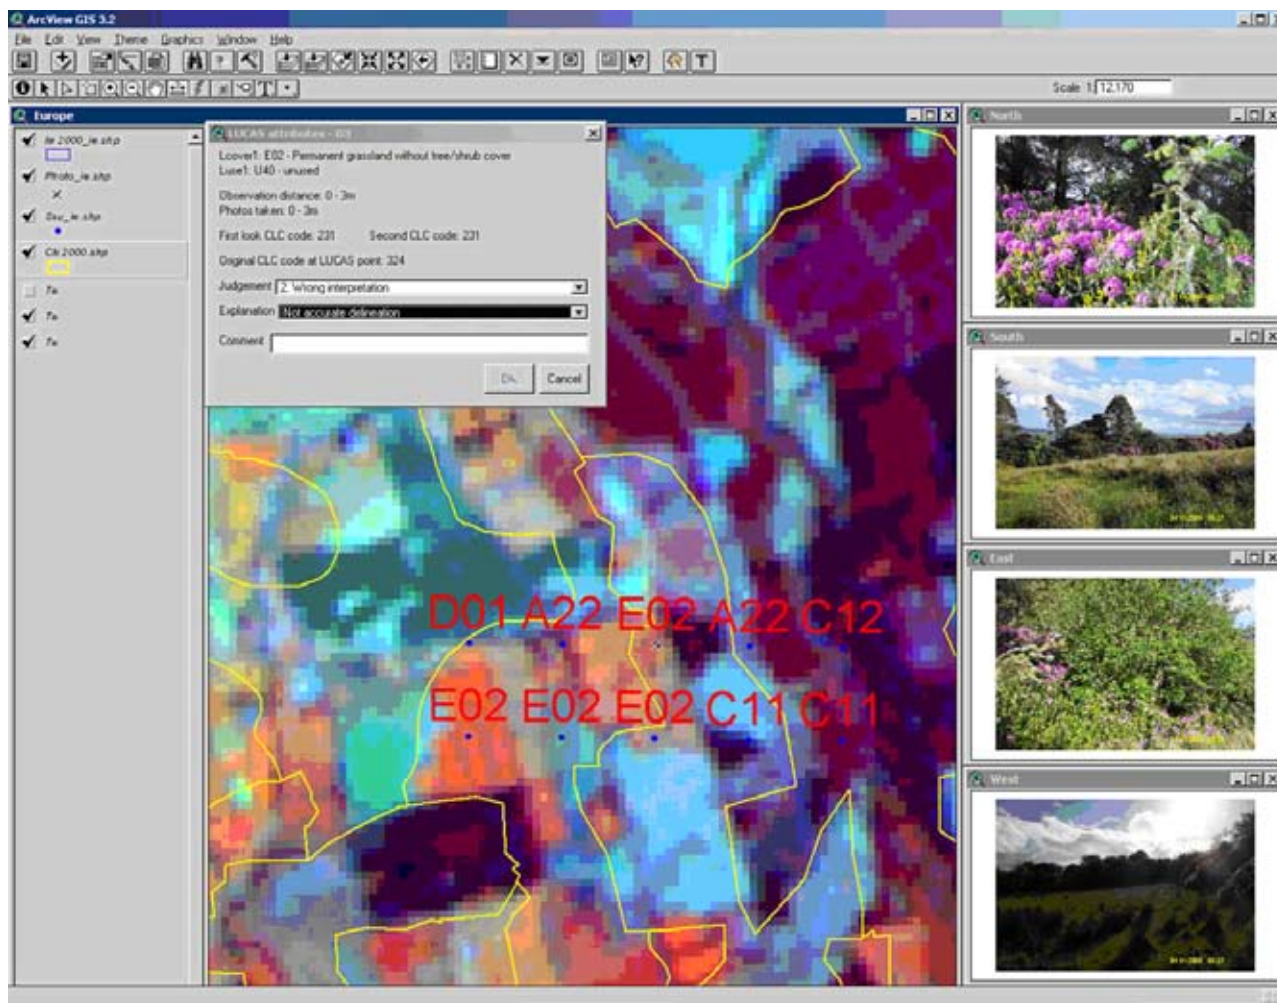 ArcView GIS 3.2
File Edit View Theme Graphics Window Help
Scale 1: 12,170
Europe
Photo_ie.shp
Clc2000.shp
LUCAS attributes - 03
Lcover1: E02 - Permanent grassland without tree/shrub cover
Luse1: U40 - unused
Observation distance: 0 - 3m
Photos taken: 0 - 3m
First look CLC code: 231 Second CLC code: 231
Original CLC code at LUCAS point: 324
Judgement 2. Wrong interpretation
Explanation Not accurate delineation
Comment
Cancel
D01 A22 E02 A22 C12
E02 E02 E02 C11 C11
North
South
East
West